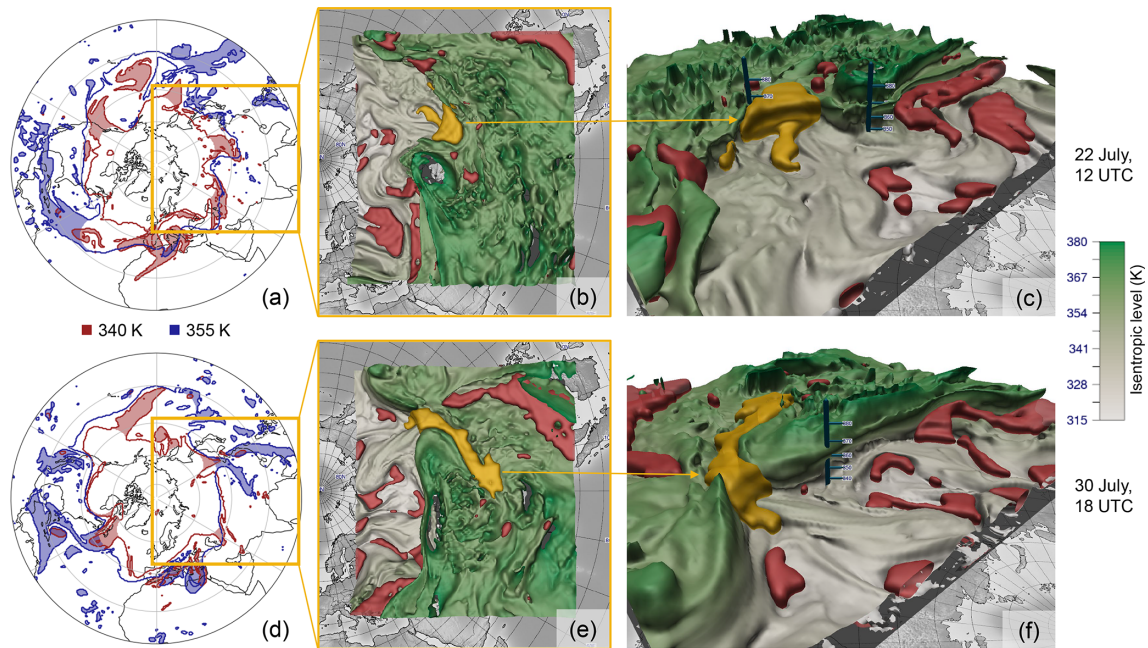 (a)
(b)
(c)
22 July,
12 UTC
380
367
354
341
328
315
Isentropic level (K)
340 K
355 K
(d)
(e)
(f)
30 July,
18 UTC